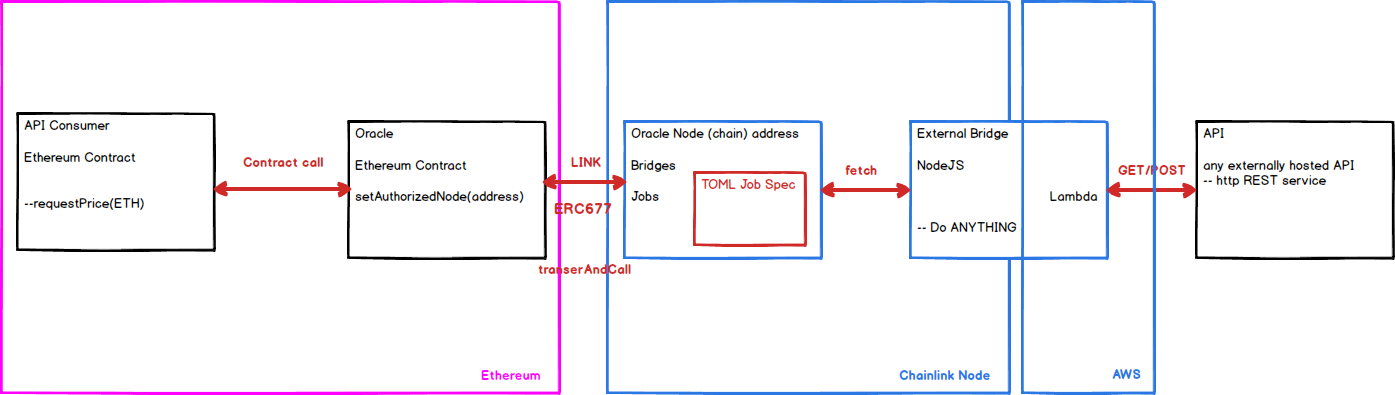 API Consumer
Ethereum Contract
--requestPrice(ETH)
Contract call
Oracle
Ethereum Contract
setAuthorizedNode(address)
LINK
ERC677
transerAndCall
Ethereum
Oracle Node (chain) address
Bridges
Jobs
TOML Job Spec
fetch
External Bridge
NodeJS
Lambda
-- Do ANYTHING
Chainlink Node
AWS
GET/POST
API
any externally hosted API
-- http REST service